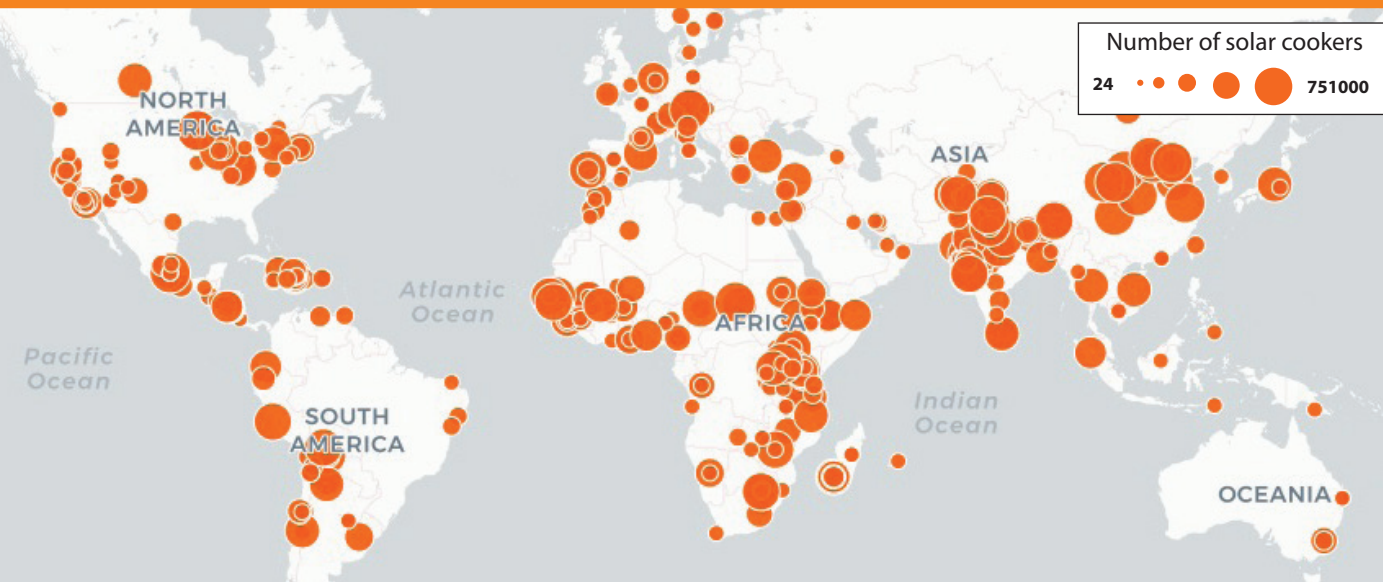 Number of solar cookers
24
751000
NORTH
AMERICA
ASIA
Atlantic
Ocean
AFRICA
Pacific
Ocean
Indian
Ocean
SOUTH
AMERICA
OCEANIA